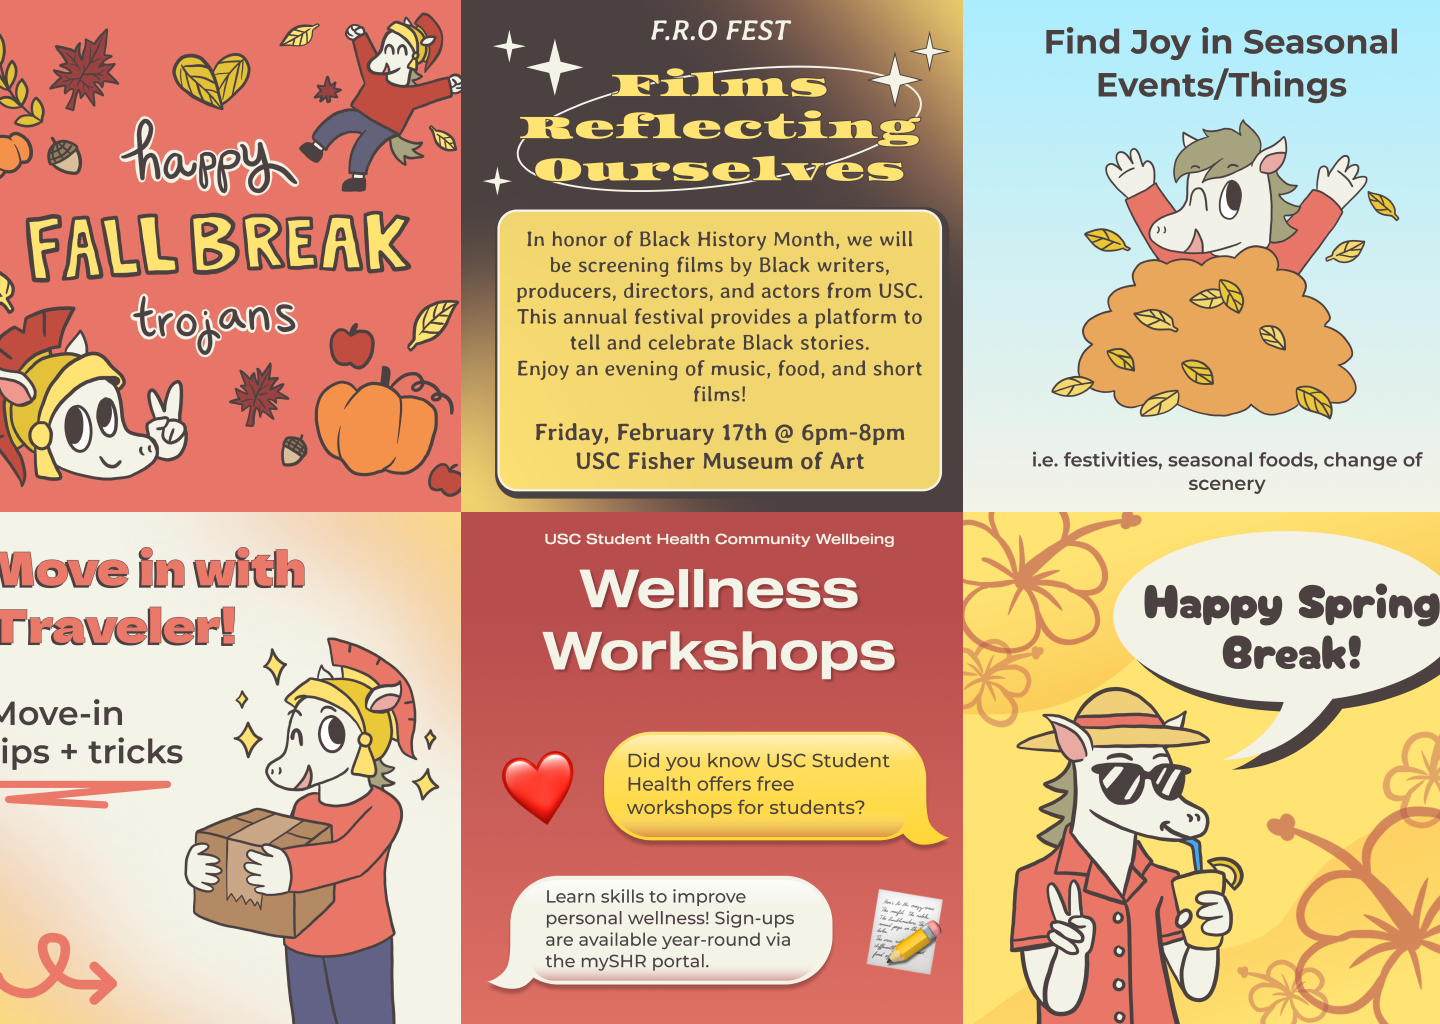 happy
FALL BREAK
trojans
F.R.O FEST
Films
Reflecting
Ourselves
In honor of Black History Month, we will
be screening films by Black writers,
producers, directors, and actors from USC.
This annual festival provides a platform to
tell and celebrate Black stories.
Enjoy an evening of music, food, and short
films!
Friday, February 17th @ 6pm-8pm
USC Fisher Museum of Art
Find Joy in Seasonal
Events/Things
i.e. festivities, seasonal foods, change of
scenery
Move in with
Traveler!
Move-in
ips + tricks
USC Student Health Community Wellbeing
Wellness
Workshops
Did you know USC Student
Health offers free
workshops for students?
Learn skills to improve
personal wellness! Sign-ups
are available year-round via
the mySHR portal.
Happy Spring
Break!